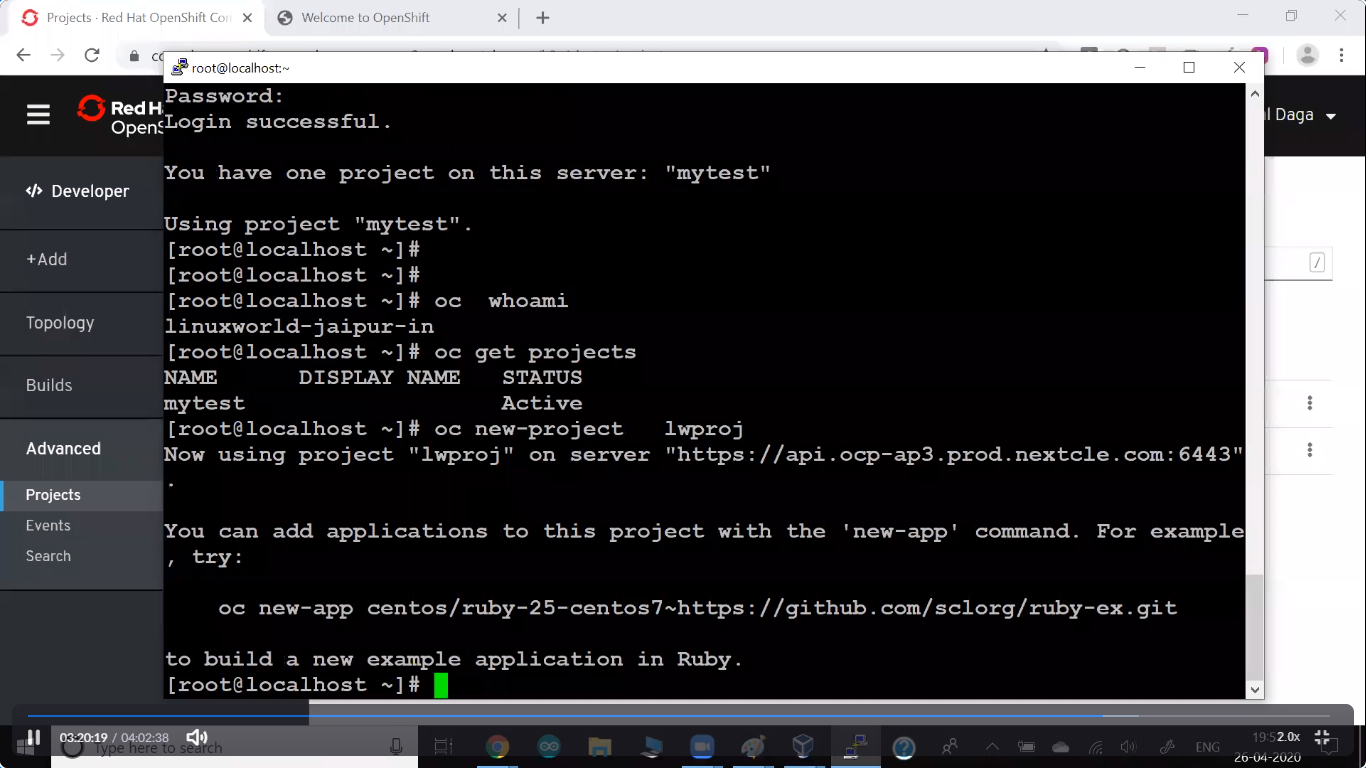 Projects · Red Hat OpenShift Con
Welcome to OpenShift
root@localhost:~
Red H
OpenS
l Daga
Developer
+Add
Topology
Builds
Advanced
Projects
Events
Search
/
Password:
Login successful.
You have one project on this server: "mytest"
Using project "mytest".
[root@localhost ~]#
[root@localhost ~]#
[root@localhost ~]# oc  whoami
linuxworld-jaipur-in
[root@localhost ~]# oc get projects
NAME      DISPLAY NAME   STATUS
mytest                   Active
[root@localhost ~]# oc new-project   lwproj
Now using project "lwproj" on server "https://api.ocp-ap3.prod.nextcle.com:6443"
.
You can add applications to this project with the 'new-app' command. For example
, try:
    oc new-app centos/ruby-25-centos7~https://github.com/sclorg/ruby-ex.git
to build a new example application in Ruby.
[root@localhost ~]#
03:20:19 / 04:02:38
Type here to search
ENG
19:5
2.0x
26-04-2020